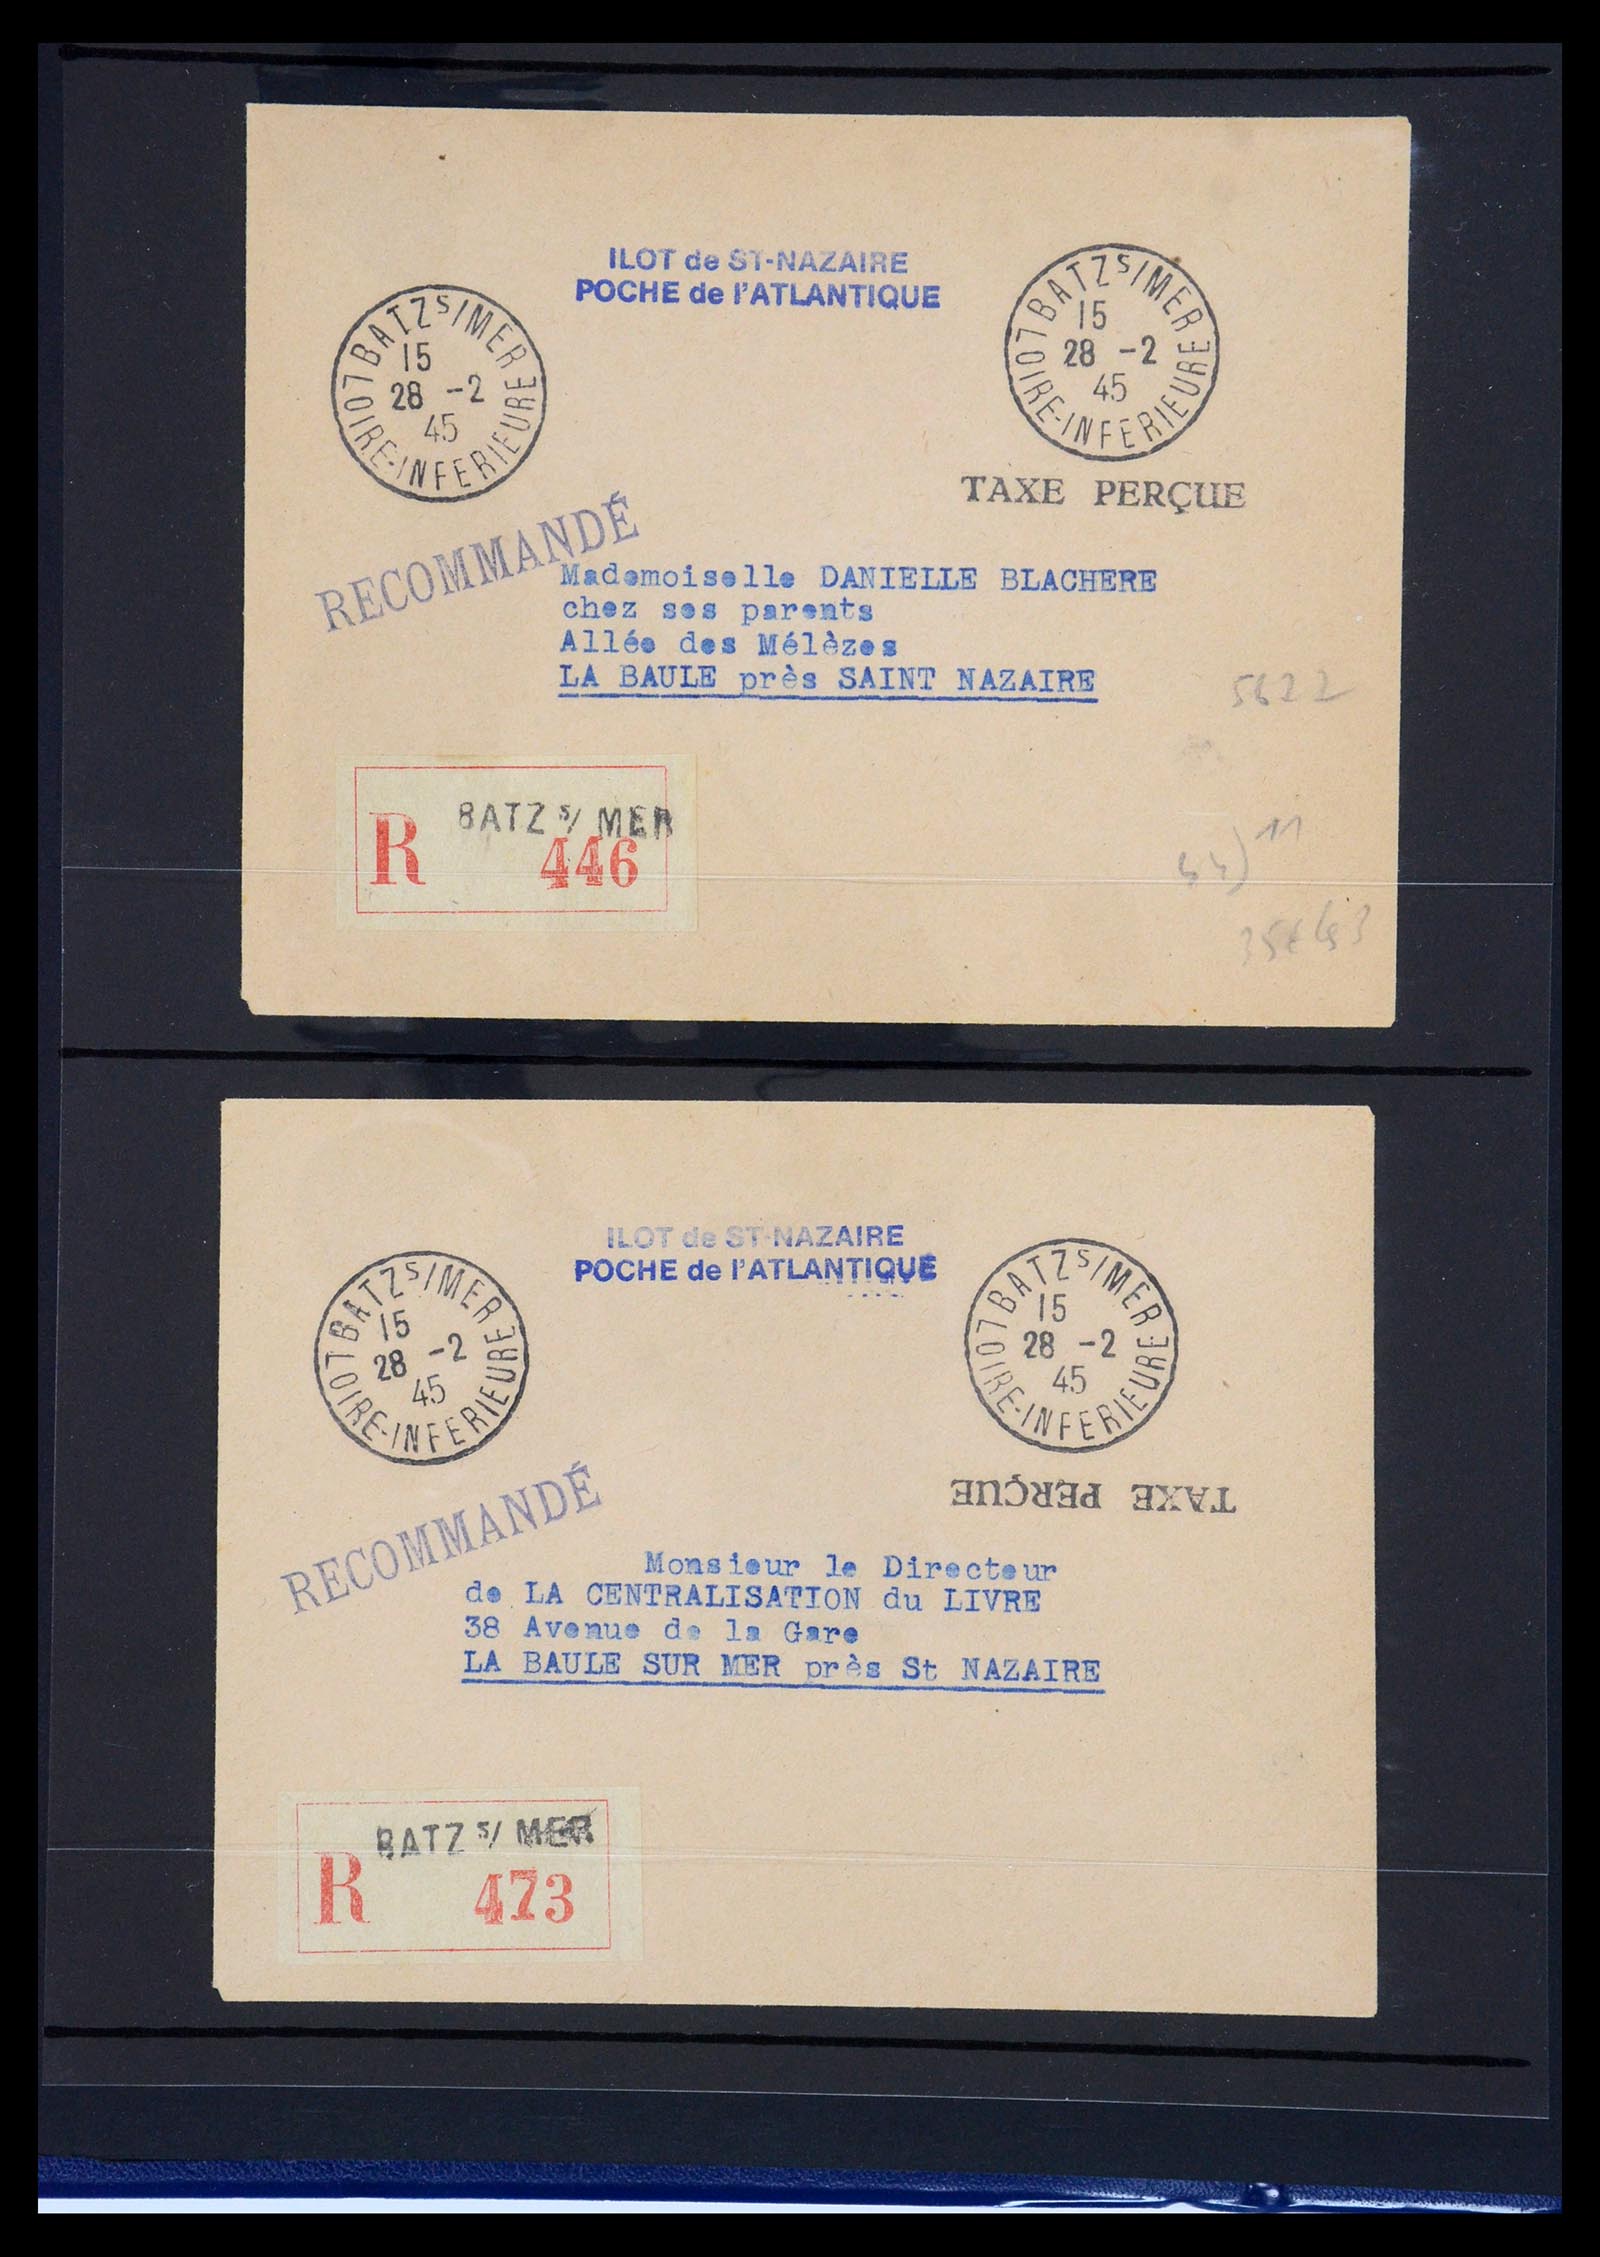 ILOT de ST-NAZAIRE
POCHE de l'ATLANTIQUE
BATZ S/MER
15
28 -2
45
LOIRE-INFERIEURE
BATZ S/MER
15
28 -2
45
LOIRE-INFERIEURE
TAXE PERÇUE
RECOMMANDÉ
Mademoiselle DANIELLE BLACHERE
chez ses parents
Allée des Mélèzes
LA BAULE près SAINT NAZAIRE
5622
BATZ S/ MER
R 446
11
ILOT de ST-NAZAIRE
POCHE de l'ATLANTIQUE
BATZ S/MER
15
28 -2
45
LOIRE-INFERIEURE
BATZ S/MER
15
28 -2
45
LOIRE-INFERIEURE
TAXE PERÇUE
RECOMMANDÉ
Monsieur le Directeur
de LA CENTRALISATION du LIVRE
38 Avenue de la Gare
LA BAULE SUR MER près St NAZAIRE
BATZ S/ MER
R 473